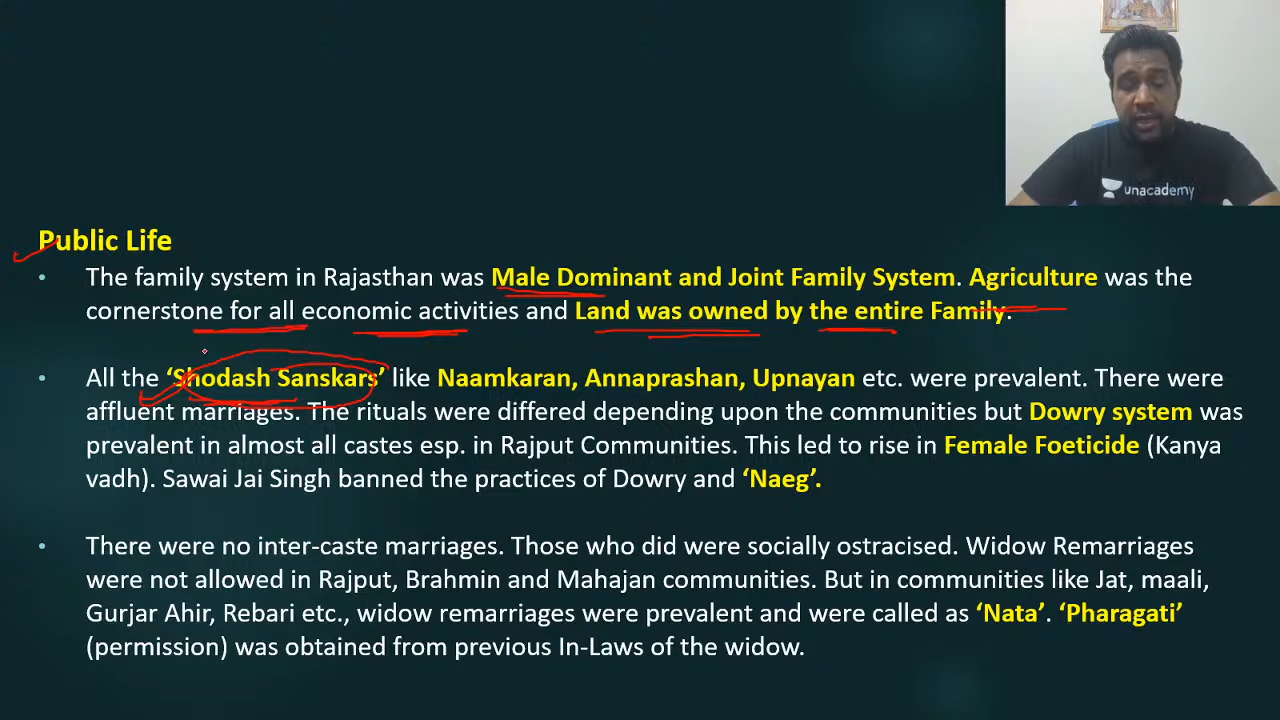 unacademy
Public Life
• The family system in Rajasthan was Male Dominant and Joint Family System. Agriculture was the
cornerstone for all economic activities and Land was owned by the entire Family.
• All the ‘Shodash Sanskars’ like Naamkaran, Annaprashan, Upnayan etc. were prevalent. There were
affluent marriages. The rituals were differed depending upon the communities but Dowry system was
prevalent in almost all castes esp. in Rajput Communities. This led to rise in Female Foeticide (Kanya
vadh). Sawai Jai Singh banned the practices of Dowry and ‘Naeg’.
• There were no inter-caste marriages. Those who did were socially ostracised. Widow Remarriages
were not allowed in Rajput, Brahmin and Mahajan communities. But in communities like Jat, maali,
Gurjar Ahir, Rebari etc., widow remarriages were prevalent and were called as ‘Nata’. ‘Pharagati’
(permission) was obtained from previous In-Laws of the widow.